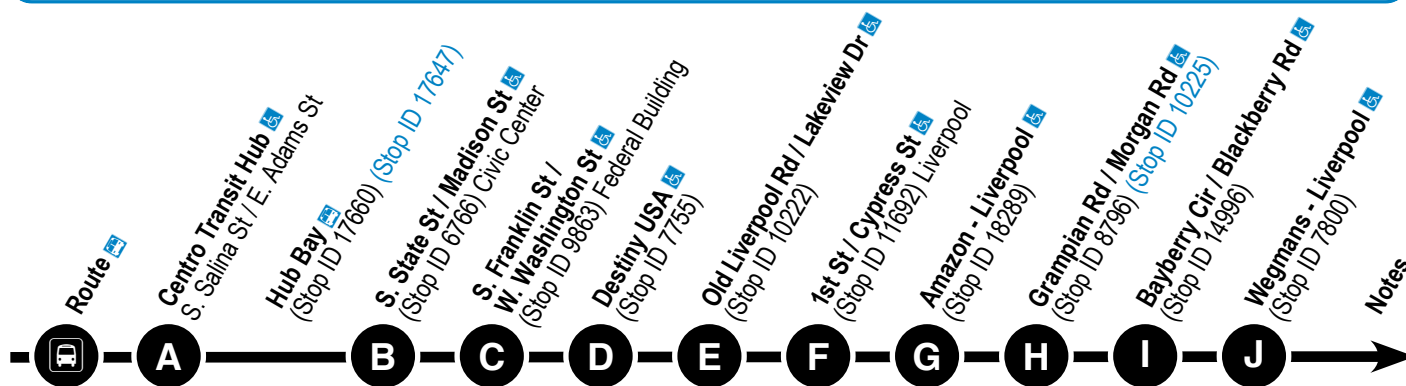 Route
Centro Transit Hub
S. Salina St / E. Adams St
Hub Bay
(Stop ID 17660) (Stop ID 17647)
S. State St / Madison St
(Stop ID 6766) Civic Center
S. Franklin St /
W. Washington St
(Stop ID 9863) Federal Building
Destiny USA
(Stop ID 7755)
Old Liverpool Rd / Lakeview Dr
(Stop ID 10222)
1st St / Cypress St
(Stop ID 11692) Liverpool
Amazon - Liverpool
(Stop ID 18289)
Grampian Rd / Morgan Rd
(Stop ID 8796) (Stop ID 10225)
Bayberry Cir / Blackberry Rd
(Stop ID 14996)
Wegmans - Liverpool
(Stop ID 7800)
Notes
A
B
C
D
E
F
G
H
I
J